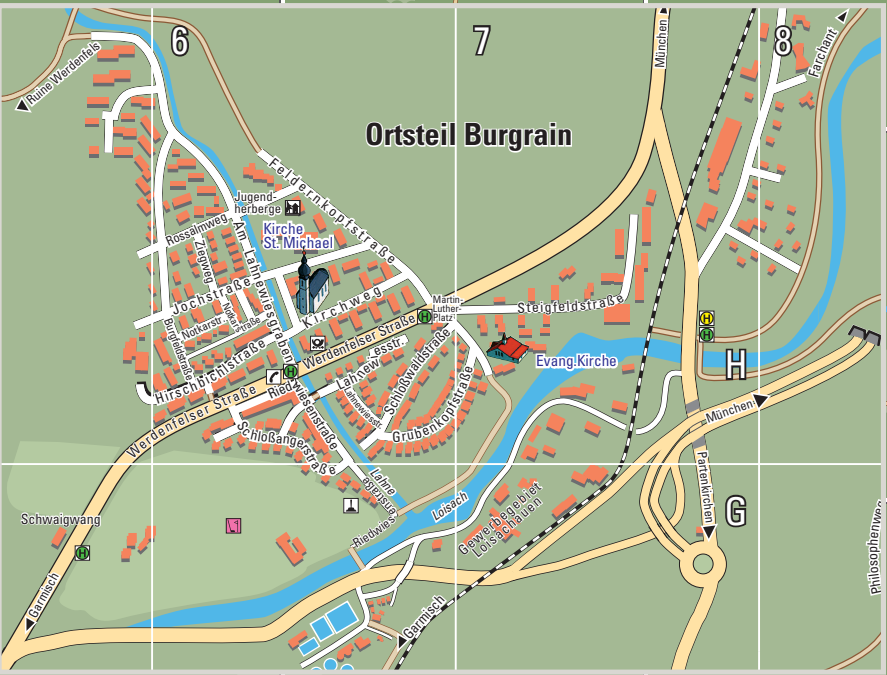 6
7
8
München
Farchant
Ruine Werdenfels
Ortsteil Burgrain
Feldernkopfstraße
Jugend-
herberge
Kirche
St. Michael
Rossalmweg
Am Lahnewiesgraben
Ziegweg
Jochstraße
Notkarstr.
Burgfeldstraße
Kirchweg
Martin-
Luther-
Platz
H
Steigfeldstraße
H
H
Hirschbichlstraße
Werdenfelser Straße
H
Evang.Kirche
H
Lahnewiesstr.
Lahnewiesstr.
Schloßwaldstraße
Grubenkopfstraße
Riedwiesenstraße
Werdenfelser Straße
Schloßangerstraße
München
Partenkirchen
G
Loisach
Gewerbegebiet
Loisachauen
Schwaigwang
H
Garmisch
Garmisch
Philosophenweg